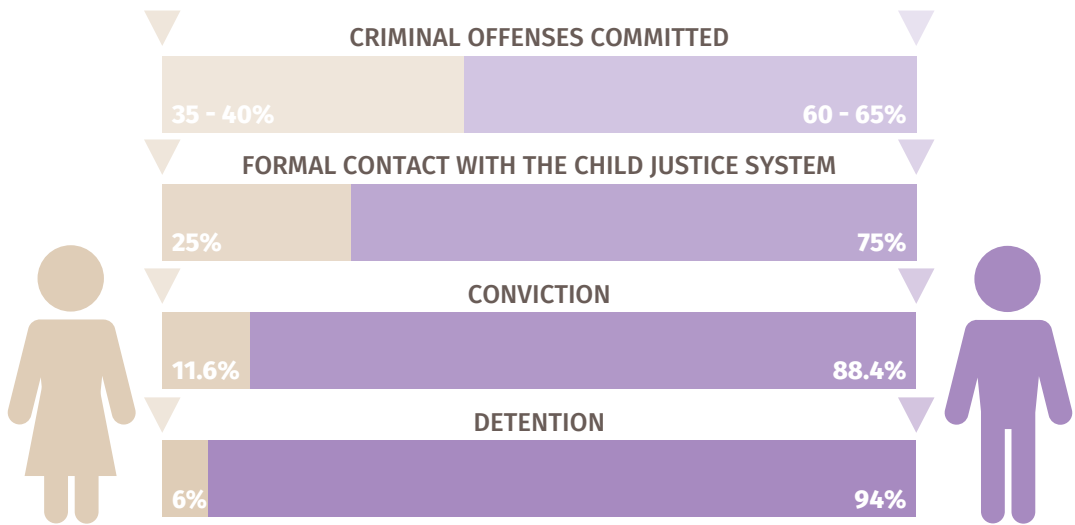 CRIMINAL OFFENSES COMMITTED
35 - 40%
60 - 65%
FORMAL CONTACT WITH THE CHILD JUSTICE SYSTEM
25%
75%
CONVICTION
11.6%
88.4%
DETENTION
6%
94%